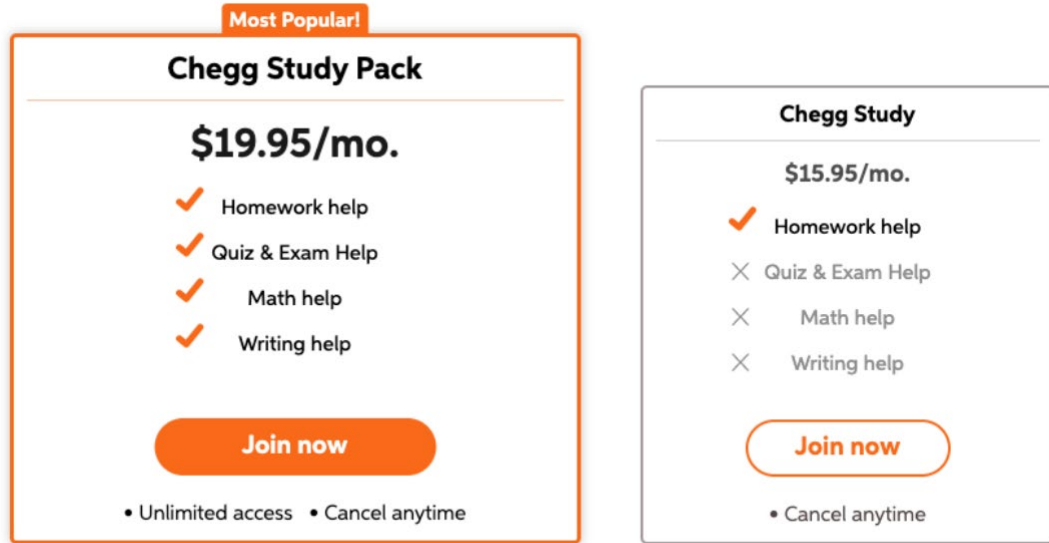 Most Popular!
Chegg Study Pack
$19.95/mo.
Homework help
Quiz & Exam Help
Math help
Writing help
Join now
• Unlimited access • Cancel anytime
Chegg Study
$15.95/mo.
Homework help
Quiz & Exam Help
Math help
Writing help
Join now
• Cancel anytime